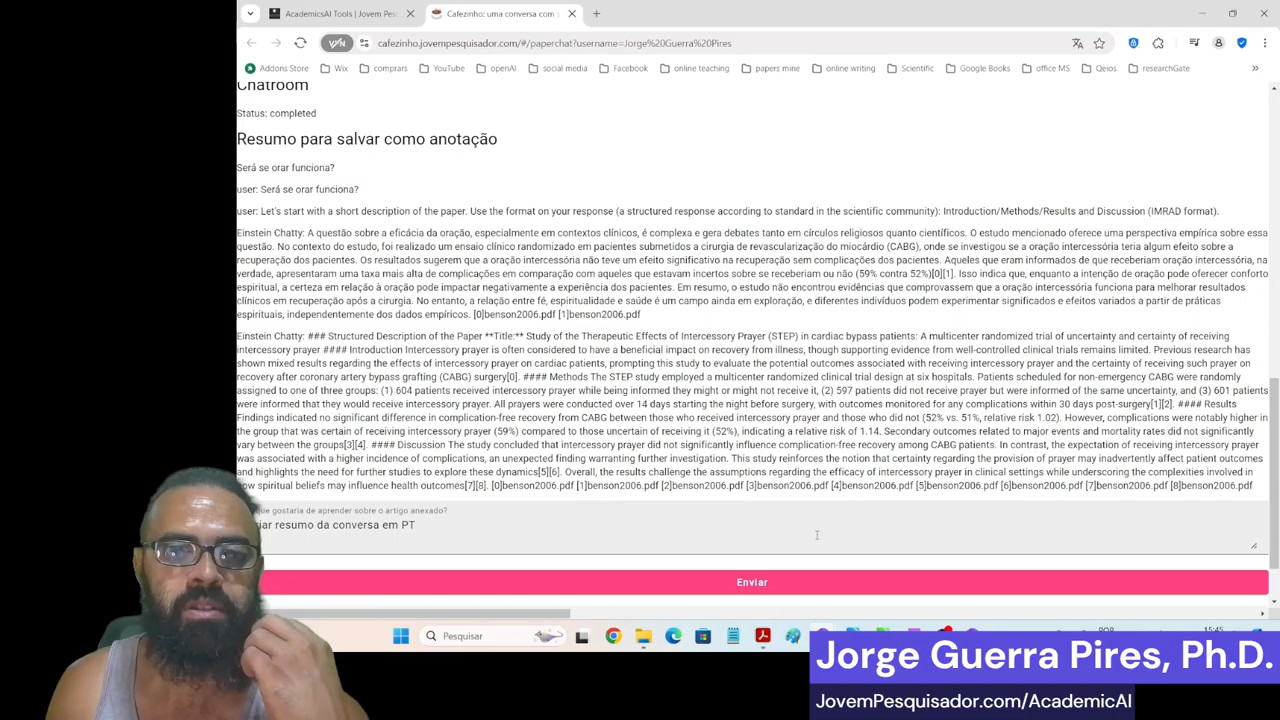 AcademicsAI Tools | Jovem Pes
Cafezinho: uma conversa com
VPN
cafezinho.jovempesquisador.com/#/paperchat?username=Jorge%20Guerra%20Pires
Addons Store
Wix
comprars
YouTube
openAI
social media
Facebook
online teaching
papers mine
online writing
Scientific
Google Books
office MS
Qeios
researchGate
»
Chatroom
Status: completed
Resumo para salvar como anotação
Será se orar funciona?
user: Será se orar funciona?
user: Let's start with a short description of the paper. Use the format on your response (a structured response according to standard in the scientific community): Introduction/Methods/Results and Discussion (IMRAD format).
Einstein Chatty: A questão sobre a eficácia da oração, especialmente em contextos clínicos, é complexa e gera debates tanto em círculos religiosos quanto científicos. O estudo mencionado oferece uma perspectiva empírica sobre essa
questão. No contexto do estudo, foi realizado um ensaio clínico randomizado em pacientes submetidos a cirurgia de revascularização do miocárdio (CABG), onde se investigou se a oração intercessória teria algum efeito sobre a
recuperação dos pacientes. Os resultados sugerem que a oração intercessória não teve um efeito significativo na recuperação sem complicações dos pacientes. Aqueles que eram informados de que receberiam oração intercessória, na
verdade, apresentaram uma taxa mais alta de complicações em comparação com aqueles que estavam incertos sobre se receberiam ou não (59% contra 52%)[0][1]. Isso indica que, enquanto a intenção de oração pode oferecer conforto
espiritual, a certeza em relação à oração pode impactar negativamente a experiência dos pacientes. Em resumo, o estudo não encontrou evidências que comprovassem que a oração intercessória funciona para melhorar resultados
clínicos em recuperação após a cirurgia. No entanto, a relação entre fé, espiritualidade e saúde é um campo ainda em exploração, e diferentes indivíduos podem experimentar significados e efeitos variados a partir de práticas
espirituais, independentemente dos dados empíricos. [0]benson2006.pdf [1]benson2006.pdf
Einstein Chatty: ### Structured Description of the Paper **Title:** Study of the Therapeutic Effects of Intercessory Prayer (STEP) in cardiac bypass patients: A multicenter randomized trial of uncertainty and certainty of receiving
intercessory prayer #### Introduction Intercessory prayer is often considered to have a beneficial impact on recovery from illness, though supporting evidence from well-controlled clinical trials remains limited. Previous research has
shown mixed results regarding the effects of intercessory prayer on cardiac patients, prompting this study to evaluate the potential outcomes associated with receiving intercessory prayer and the certainty of receiving such prayer on
recovery after coronary artery bypass grafting (CABG) surgery[0]. #### Methods The STEP study employed a multicenter randomized clinical trial design at six hospitals. Patients scheduled for non-emergency CABG were randomly
assigned to one of three groups: (1) 604 patients received intercessory prayer while being informed they might or might not receive it, (2) 597 patients did not receive prayer but were informed of the same uncertainty, and (3) 601 patients
were informed that they would receive intercessory prayer. All prayers were conducted over 14 days starting the night before surgery, with outcomes monitored for any complications within 30 days post-surgery[1][2]. #### Results
Findings indicated no significant difference in complication-free recovery from CABG between those who received intercessory prayer and those who did not (52% vs. 51%, relative risk 1.02). However, complications were notably higher in
the group that was certain of receiving intercessory prayer (59%) compared to those uncertain of receiving it (52%), indicating a relative risk of 1.14. Secondary outcomes related to major events and mortality rates did not significantly
vary between the groups[3][4]. #### Discussion The study concluded that intercessory prayer did not significantly influence complication-free recovery among CABG patients. In contrast, the expectation of receiving intercessory prayer
was associated with a higher incidence of complications, an unexpected finding warranting further investigation. This study reinforces the notion that certainty regarding the provision of prayer may inadvertently affect patient outcomes
and highlights the need for further studies to explore these dynamics[5][6]. Overall, the results challenge the assumptions regarding the efficacy of intercessory prayer in clinical settings while underscoring the complexities involved in
how spiritual beliefs may influence health outcomes[7][8]. [0]benson2006.pdf [1]benson2006.pdf [2]benson2006.pdf [3]benson2006.pdf [4]benson2006.pdf [5]benson2006.pdf [6]benson2006.pdf [7]benson2006.pdf [8]benson2006.pdf
que gostaria de aprender sobre o artigo anexado?
iar resumo da conversa em PT
Enviar
Pesquisar
POR
15:45
Jorge Guerra Pires, Ph.D.
JovemPesquisador.com/AcademicAI